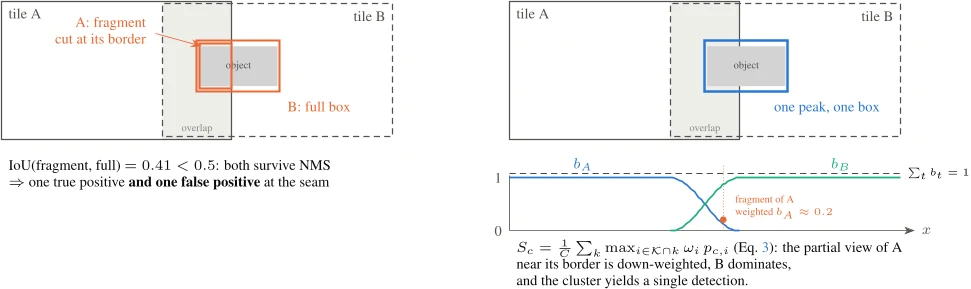 tile A
tile B
A: fragment
cut at its border
object
B: full box
overlap
IoU(fragment, full) = 0.41 < 0.5: both survive NMS
⇒ one true positive and one false positive at the seam
tile A
tile B
object
one peak, one box
overlap
b_A
b_B
1
∑_t b_t = 1
fragment of A
weighted b_A ≈ 0.2
0
x
S_c = 1/C ∑_k max_{i∈K∩k} ω_i p_{c,i} (Eq. 3): the partial view of A
near its border is down-weighted, B dominates,
and the cluster yields a single detection.